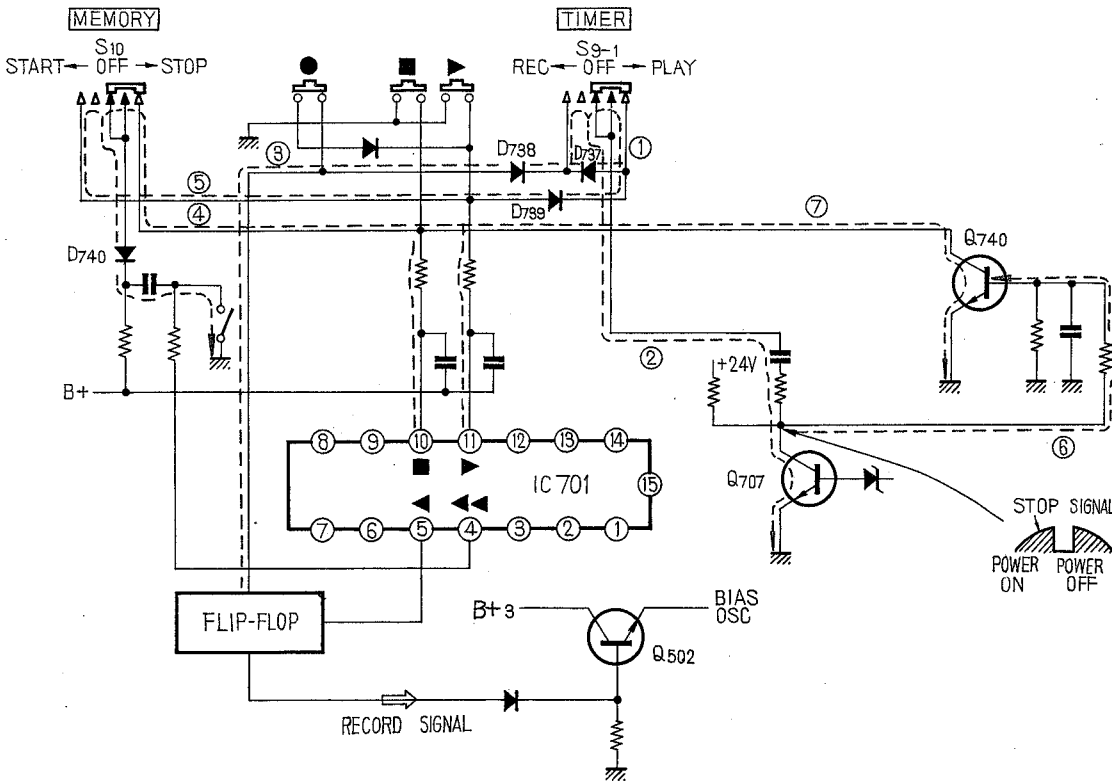 MEMORY
S10
START ← OFF → STOP
TIMER
S9-1
REC ← OFF → PLAY
● ■ ▶
③
D738
D737
①
⑤
④
D739
⑦
D740
Q740
②
+24V
B+
⑥
⑧ ⑨ ⑩ ⑪ ⑫ ⑬ ⑭
■ ▶
IC 701
⑮
◀ ◀◀
⑦ ⑥ ⑤ ④ ③ ② ①
Q707
STOP SIGNAL
POWER ON
POWER OFF
FLIP-FLOP
B+3
BIAS
OSC
Q502
RECORD SIGNAL